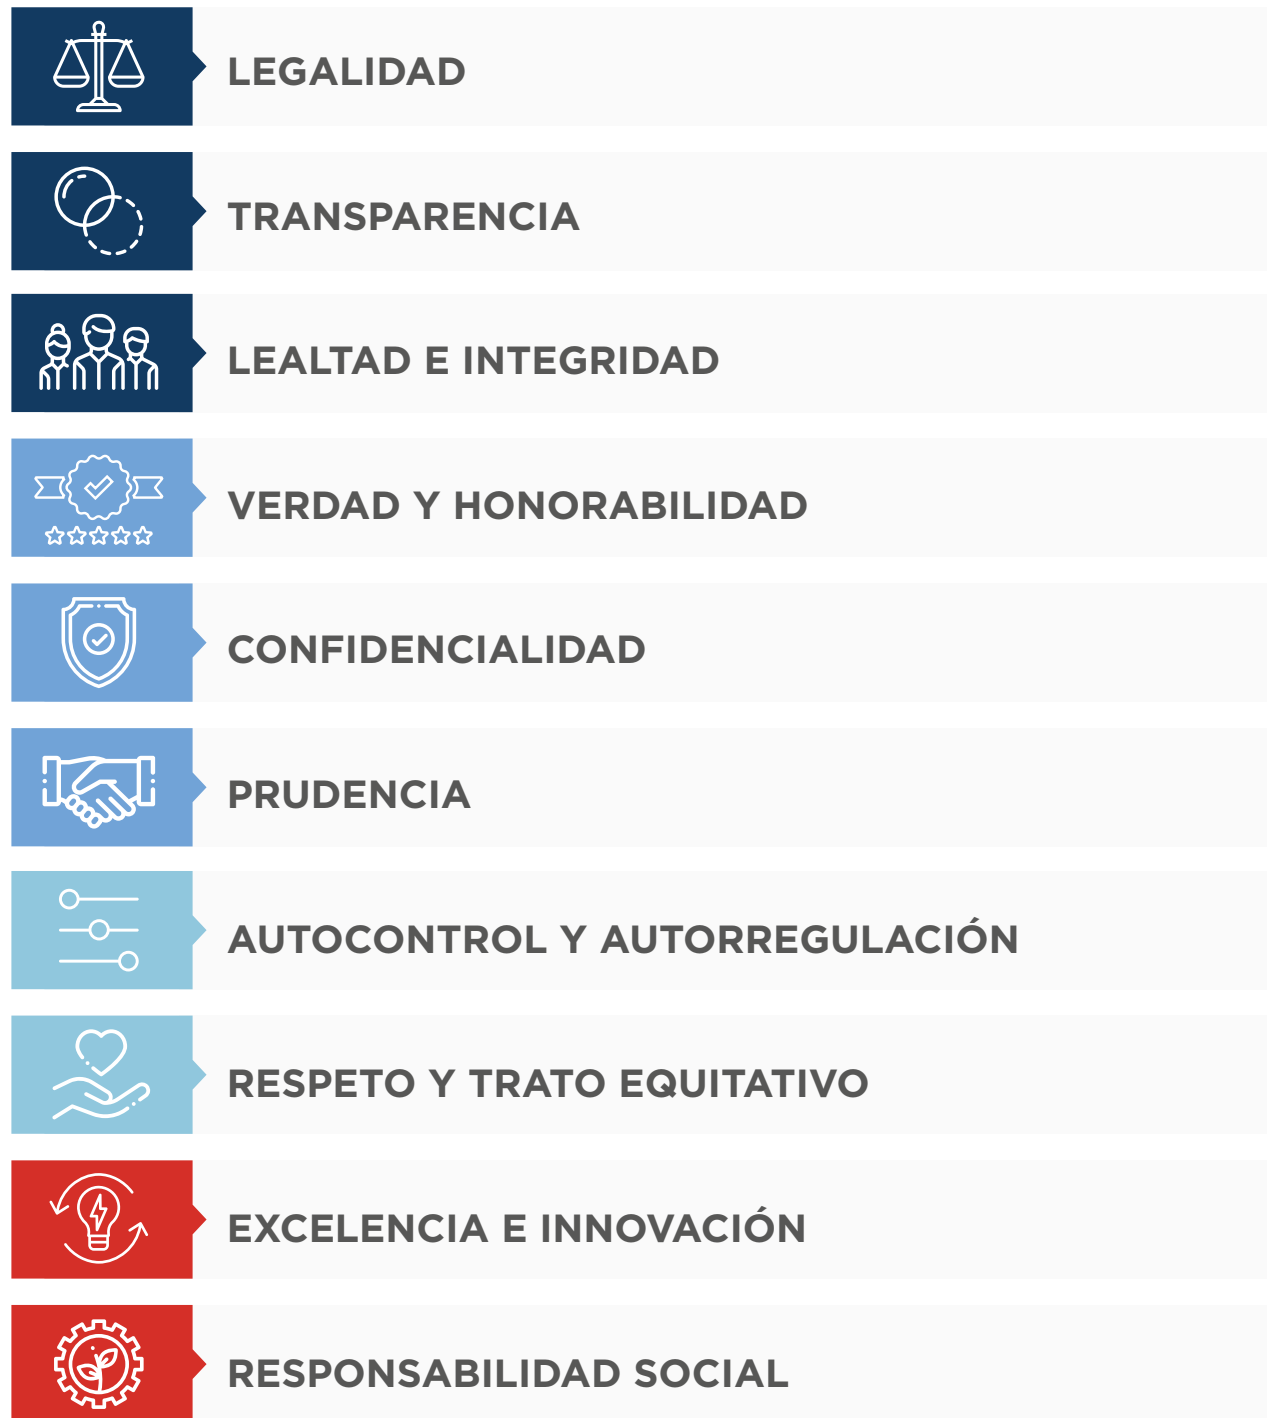 LEGALIDAD
TRANSPARENCIA
LEALTAD E INTEGRIDAD
VERDAD Y HONORABILIDAD
CONFIDENCIALIDAD
PRUDENCIA
AUTOCONTROL Y AUTORREGULACIÓN
RESPETO Y TRATO EQUITATIVO
EXCELENCIA E INNOVACIÓN
RESPONSABILIDAD SOCIAL